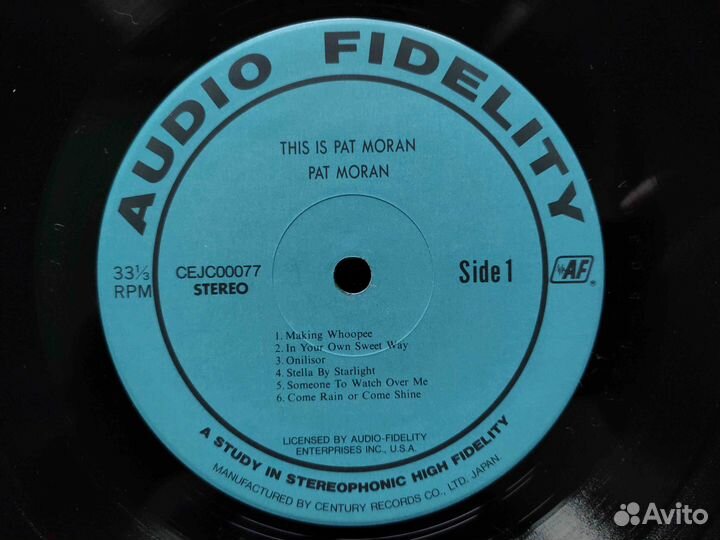 AUDIO FIDELITY
THIS IS PAT MORAN
PAT MORAN
33⅓
RPM
CEJC00077
STEREO
Side 1
AF®
1. Making Whoopee
2. In Your Own Sweet Way
3. Onilisor
4. Stella By Starlight
5. Someone To Watch Over Me
6. Come Rain or Come Shine
LICENSED BY AUDIO-FIDELITY
ENTERPRISES INC., U.S.A.
A STUDY IN STEREOPHONIC HIGH FIDELITY
MANUFACTURED BY CENTURY RECORDS CO., LTD. JAPAN.
Avito